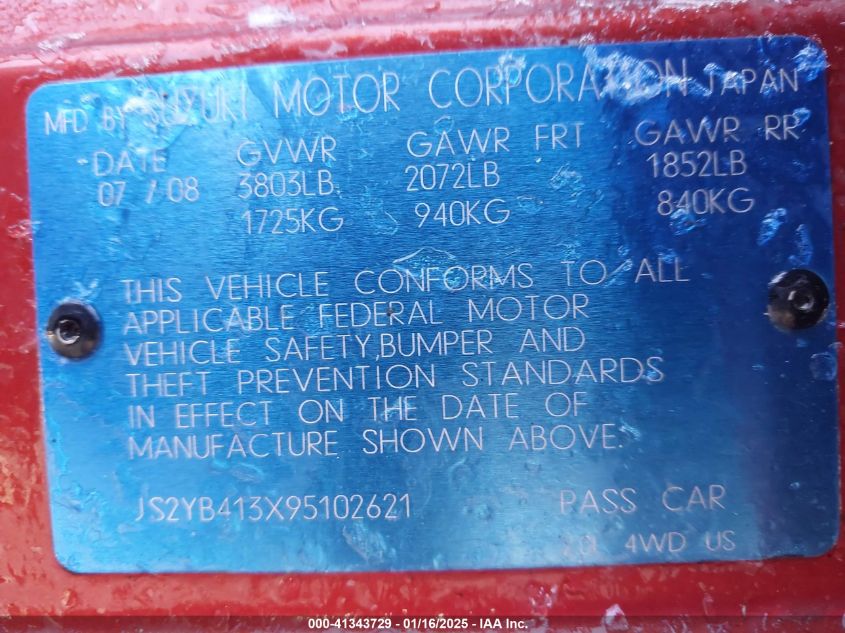 MFD BY SUZUKI MOTOR CORPORATION JAPAN
DATE GVWR GAWR FRT GAWR RR
07 / 08 3803LB 2072LB 1852LB
1725KG 940KG 840KG
THIS VEHICLE CONFORMS TO ALL
APPLICABLE FEDERAL MOTOR
VEHICLE SAFETY,BUMPER AND
THEFT PREVENTION STANDARDS
IN EFFECT ON THE DATE OF
MANUFACTURE SHOWN ABOVE.
JS2YB413X95102621 PASS CAR
4WD US
000-41343729 - 01/16/2025 - IAA Inc.